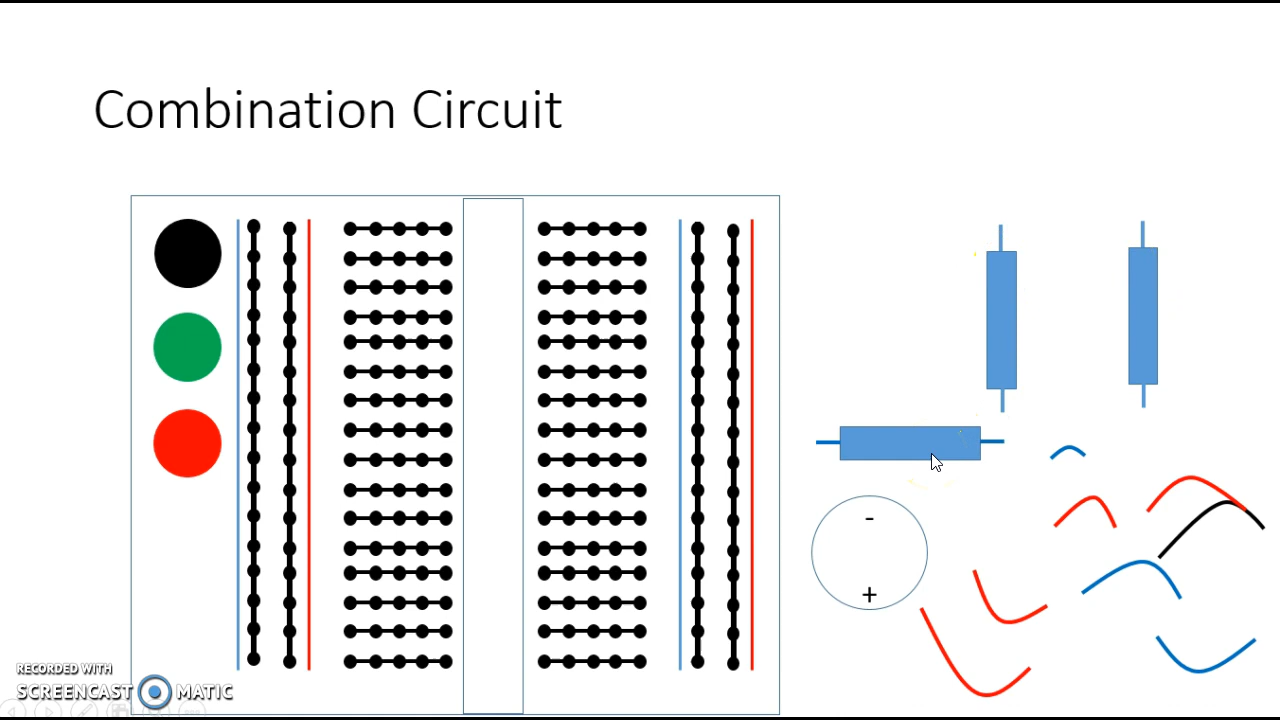 Combination Circuit
-
+
RECORDED WITH
SCREENCAST MATIC